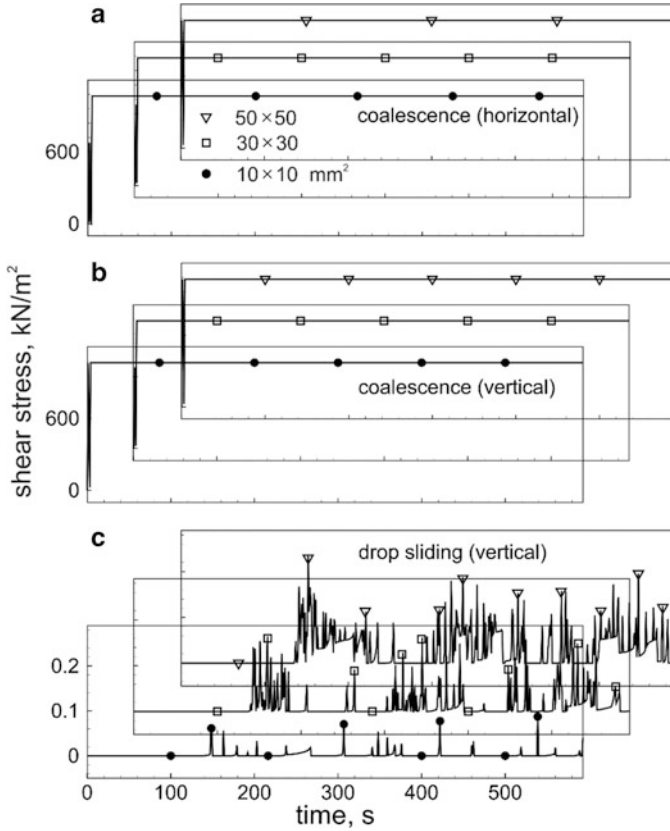 a
50×50
coalescence (horizontal)
600
30×30
10×10 mm²
0
b
shear stress, kN/m²
coalescence (vertical)
600
0
c
drop sliding (vertical)
0.2
0.1
0
0 100 200 300 400 500
time, s